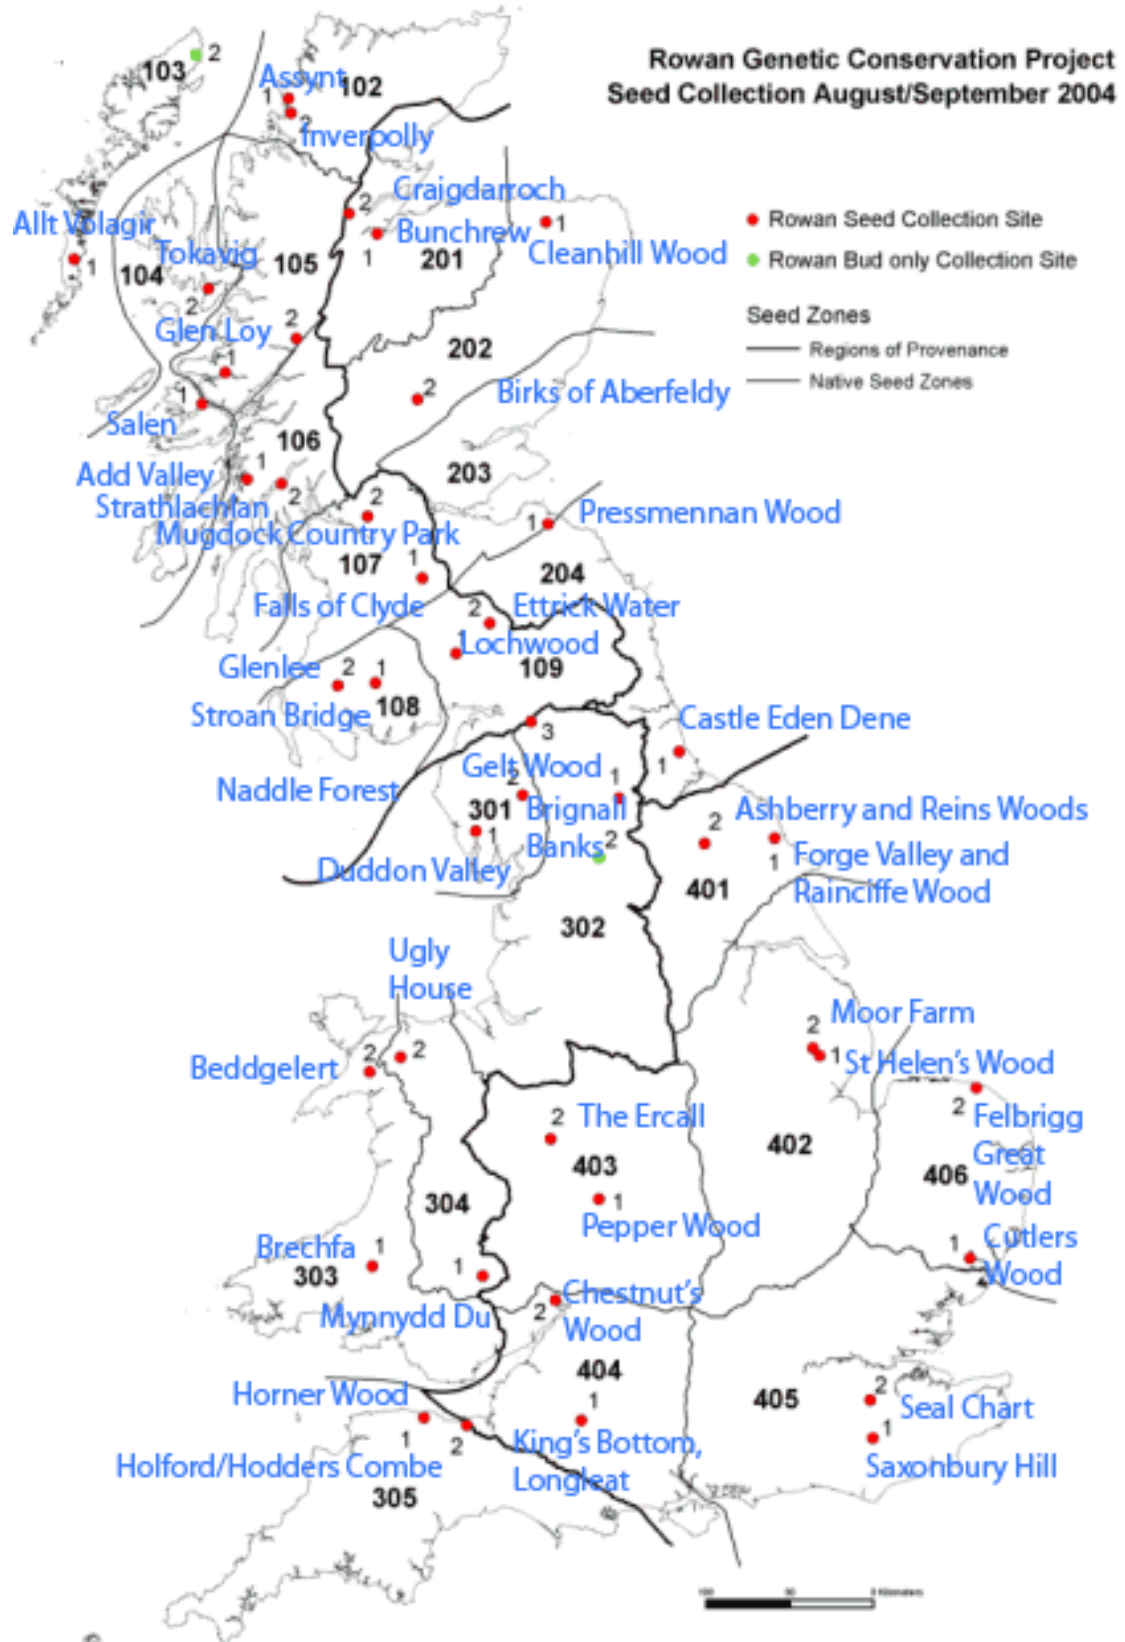 Rowan Genetic Conservation Project
Seed Collection August/September 2004
Rowan Seed Collection Site
Rowan Bud only Collection Site
Seed Zones
Regions of Provenance
Native Seed Zones
103
2
Assynt
1
102
2
Inverpolly
Craigdarroch
2
Bunchrew
1
201
1
Cleanhill Wood
Allt Volagir
1
Tokavig
104
105
2
Glen Loy
2
1
202
1
Salen
2
Birks of Aberfeldy
106
203
Add Valley
1
Strathlachlan
2
2
Mugdock Country Park
1
Pressmennan Wood
107
1
204
Falls of Clyde
2
Ettrick Water
1
Lochwood
109
Glenlee
2
1
Stroan Bridge
108
3
Castle Eden Dene
1
Gelt Wood
Naddle Forest
2
1
301
Brignall
Banks
2
1
Duddon Valley
2
Ashberry and Reins Woods
1
Forge Valley and
Rainciffe Wood
401
302
Ugly
House
2
Beddgelert
2
Moor Farm
2
1
St Helen's Wood
2
Felbrigg
Great
Wood
2
The Ercall
402
403
406
1
Pepper Wood
304
1
Cutlers
Wood
Brechfa
1
303
1
Mynnydd Du
Chestnut's
Wood
2
404
405
Horner Wood
1
2
Holford/Hodders Combe
305
1
King's Bottom,
Longleat
2
Seal Chart
1
Saxonbury Hill
100
50
0 Kilometers